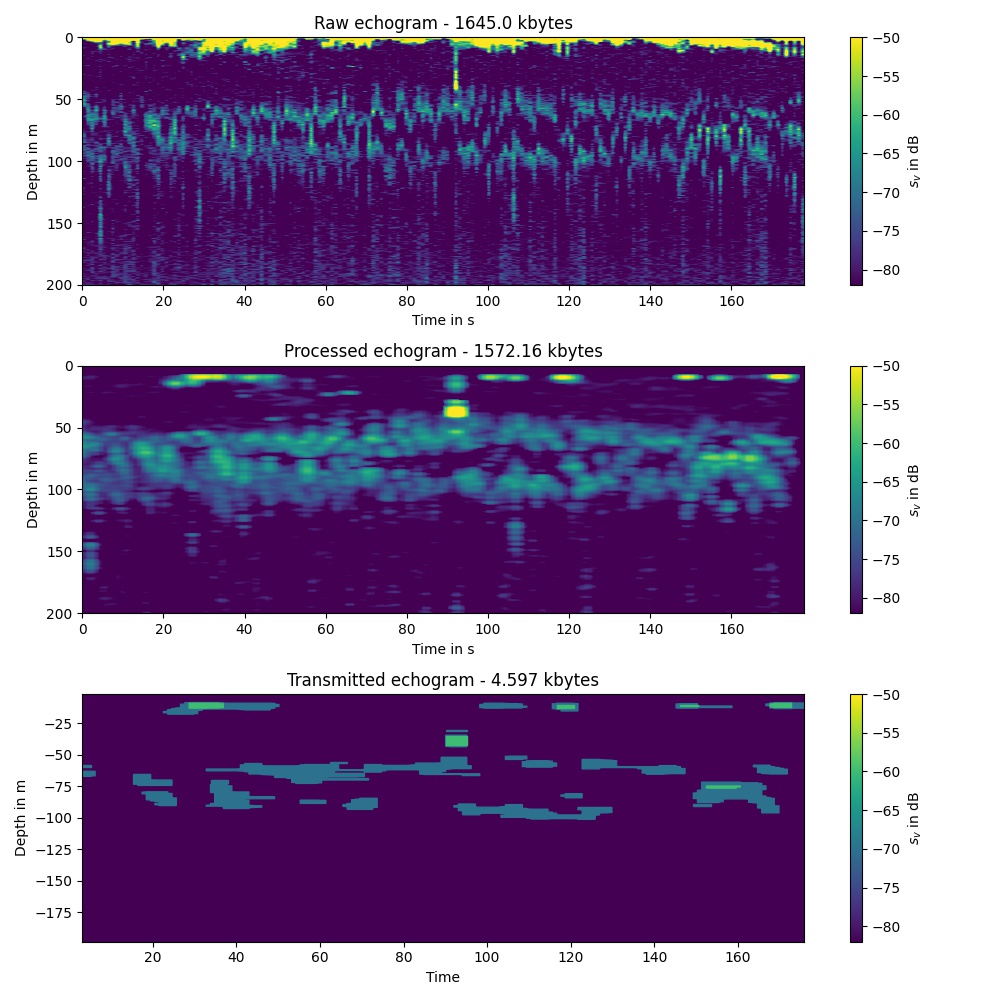 Raw echogram - 1645.0 kbytes
0
50
100
150
200
Depth in m
0 20 40 60 80 100 120 140 160
Time in s
−50
−55
−60
−65
−70
−75
−80
sv in dB
Processed echogram - 1572.16 kbytes
0
50
100
150
200
Depth in m
0 20 40 60 80 100 120 140 160
Time in s
−50
−55
−60
−65
−70
−75
−80
sv in dB
Transmitted echogram - 4.597 kbytes
−25
−50
−75
−100
−125
−150
−175
Depth in m
20 40 60 80 100 120 140 160
Time
−50
−55
−60
−65
−70
−75
−80
sv in dB